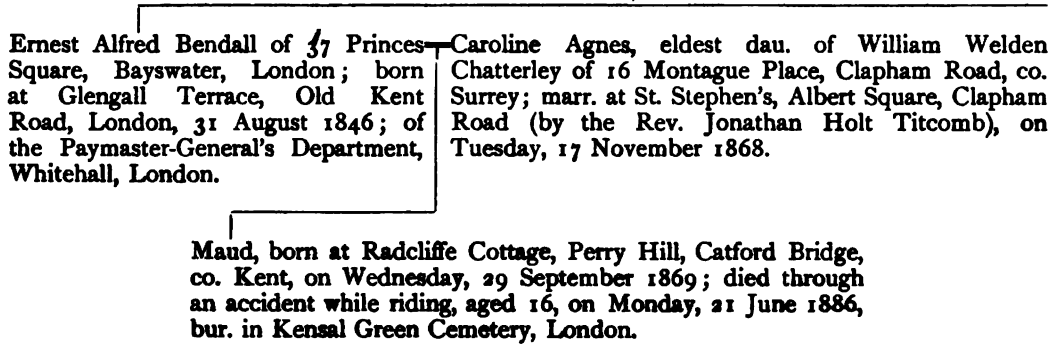 Ernest Alfred Bendall of 37 Princes
Square, Bayswater, London; born
at Glengall Terrace, Old Kent
Road, London, 31 August 1846; of
the Paymaster-General's Department,
Whitehall, London.
Caroline Agnes, eldest dau. of William Welden
Chatterley of 16 Montague Place, Clapham Road, co.
Surrey; marr. at St. Stephen's, Albert Square, Clapham
Road (by the Rev. Jonathan Holt Titcomb), on
Tuesday, 17 November 1868.
Maud, born at Radcliffe Cottage, Perry Hill, Catford Bridge,
co. Kent, on Wednesday, 29 September 1869; died through
an accident while riding, aged 16, on Monday, 21 June 1886,
bur. in Kensal Green Cemetery, London.